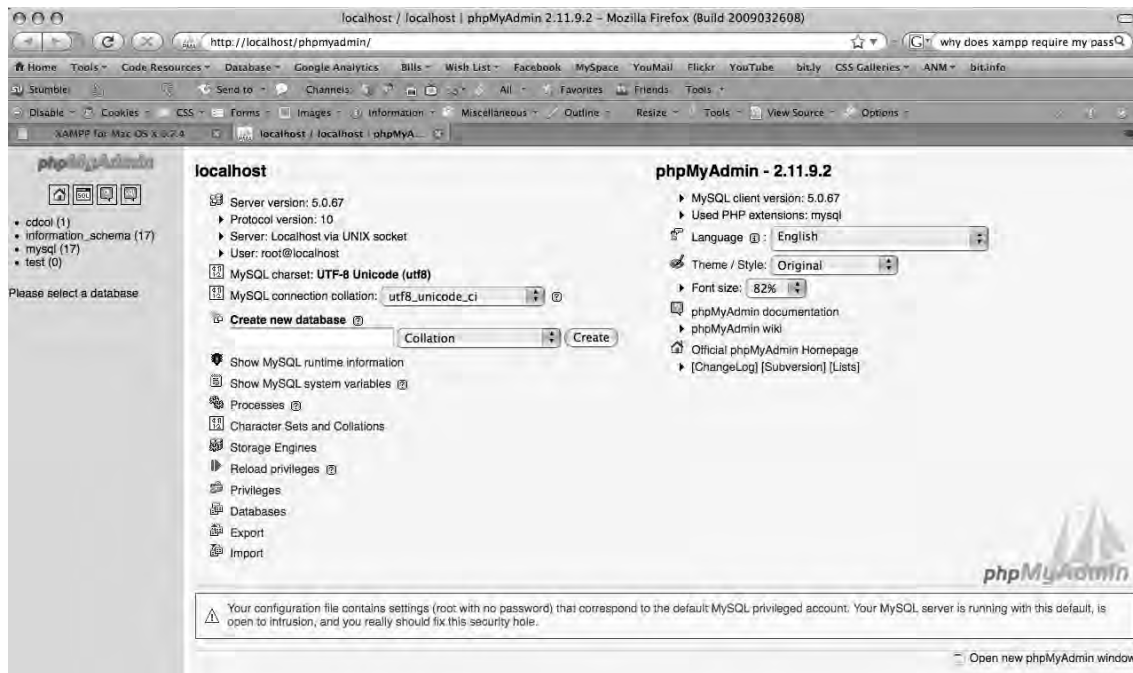 localhost / localhost | phpMyAdmin 2.11.9.2 - Mozilla Firefox (Build 2009032608)
http://localhost/phpmyadmin/
why does xampp require my pass
Home Tools Code Resources Database Google Analytics Bills Wish List Facebook MySpace YouMail Flickr YouTube bit.ly CSS Galleries ANM bit.info
Stumble! Send to Channels: All Favorites Friends Tools
Disable Cookies CSS Forms Images Information Miscellaneous Outline Resize Tools View Source Options
XAMPP for Mac OS X localhost / localhost | phpMyA...
phpMyAdmin
SQL
cdcol (1)
information_schema (17)
mysql (17)
test (0)
Please select a database
localhost
Server version: 5.0.67
Protocol version: 10
Server: Localhost via UNIX socket
User: root@localhost
MySQL charset: UTF-8 Unicode (utf8)
MySQL connection collation: utf8_unicode_ci
Create new database
Collation Create
Show MySQL runtime information
Show MySQL system variables
Processes
Character Sets and Collations
Storage Engines
Reload privileges
Privileges
Databases
Export
Import
phpMyAdmin - 2.11.9.2
MySQL client version: 5.0.67
Used PHP extensions: mysql
Language : English
Theme / Style: Original
Font size: 82%
phpMyAdmin documentation
phpMyAdmin wiki
Official phpMyAdmin Homepage
[ChangeLog] [Subversion] [Lists]
phpMyAdmin
Your configuration file contains settings (root with no password) that correspond to the default MySQL privileged account. Your MySQL server is running with this default, is
open to intrusion, and you really should fix this security hole.
Open new phpMyAdmin window